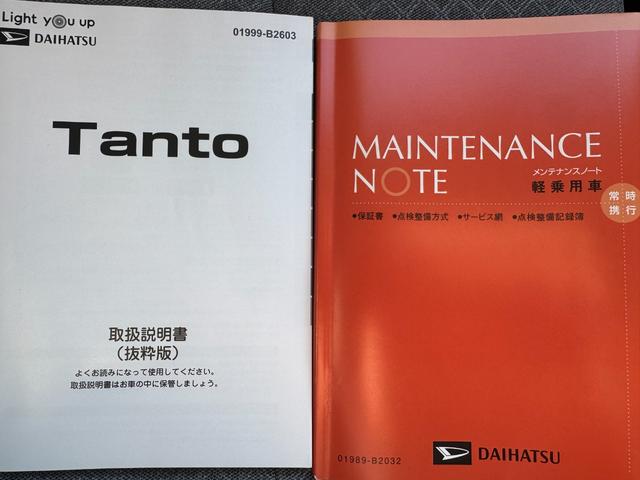 Light you up
DAIHATSU
01999-B2603
Tanto
取扱説明書
(抜粋版)
よくお読みになって使用してください。
取扱説明書はお車の中に保管しましょう。
MAINTENANCE
NOTE
メンテナンスノート
軽乗用車
常時
携行
●保証書 ●点検整備方式 ●サービス網 ●点検整備記録簿
01989-B2032
DAIHATSU